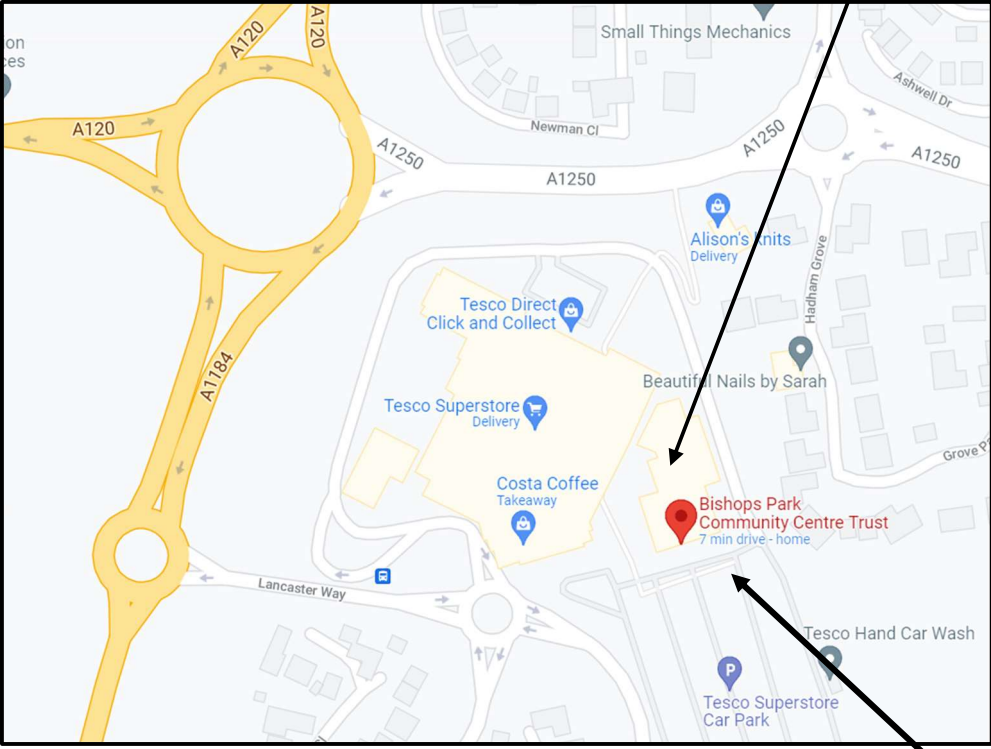 ion
ces
A120
A120
A120
Small Things Mechanics
Ashwell Dr
Newman Cl
A1250
A1250
A1250
A1250
Alison's Knits
Delivery
Hadham Grove
Tesco Direct
Click and Collect
A1184
Beautiful Nails by Sarah
Tesco Superstore
Delivery
Grove P
Costa Coffee
Takeaway
Bishops Park
Community Centre Trust
7 min drive - home
Lancaster Way
Tesco Hand Car Wash
P
Tesco Superstore
Car Park